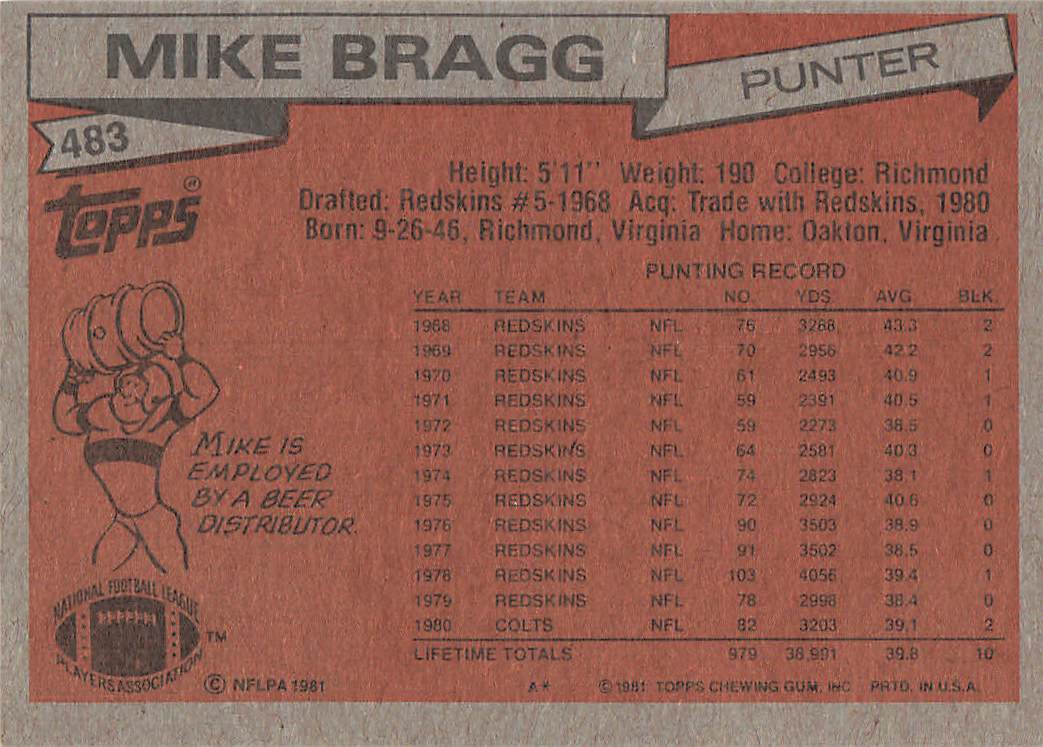 MIKE BRAGG
PUNTER
483
TOPPS®
Height: 5'11" Weight: 190 College: Richmond
Drafted: Redskins #5-1968 Acq: Trade with Redskins, 1980
Born: 9-26-46, Richmond, Virginia Home: Oakton, Virginia
PUNTING RECORD
YEAR TEAM NO. YDS. AVG. BLK.
1968 REDSKINS NFL 76 3268 43.3 2
1969 REDSKINS NFL 70 2956 42.2 2
1970 REDSKINS NFL 61 2493 40.9 1
1971 REDSKINS NFL 59 2391 40.5 1
1972 REDSKINS NFL 59 2273 38.5 0
1973 REDSKINS NFL 64 2581 40.3 0
1974 REDSKINS NFL 74 2823 38.1 1
1975 REDSKINS NFL 72 2924 40.6 0
1976 REDSKINS NFL 90 3503 38.9 0
1977 REDSKINS NFL 91 3502 38.5 0
1978 REDSKINS NFL 103 4056 39.4 1
1979 REDSKINS NFL 78 2998 38.4 0
1980 COLTS NFL 82 3203 39.1 2
LIFETIME TOTALS 979 38,991 39.8 10
MIKE IS
EMPLOYED
BY A BEER
DISTRIBUTOR.
NATIONAL FOOTBALL LEAGUE
PLAYERS ASSOCIATION
TM
© NFLPA 1981
A* © 1981 TOPPS CHEWING GUM, INC. PRTD. IN U.S.A.